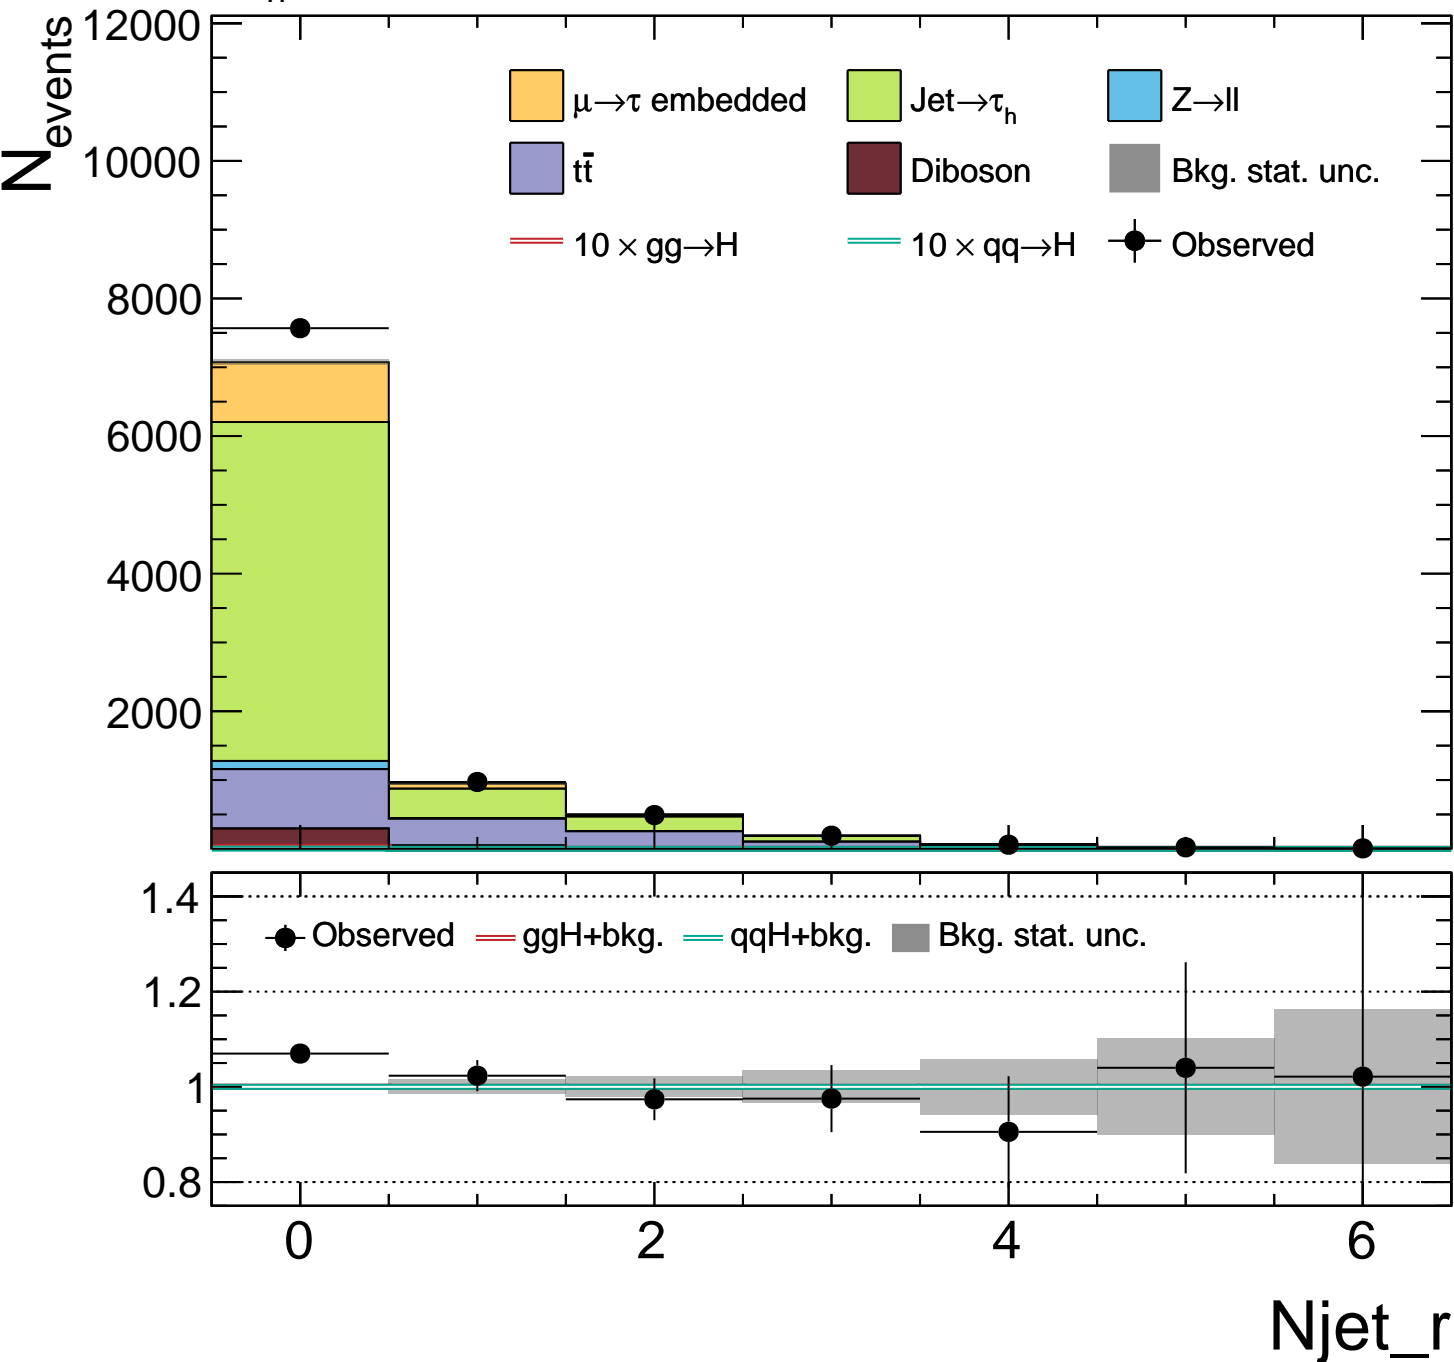 N_events
12000
10000
8000
6000
4000
2000
μ→τ embedded
Jet→τ_h
Z→ll
tt̄
Diboson
Bkg. stat. unc.
10 × gg→H
10 × qq→H
Observed
1.4
1.2
1
0.8
Observed
ggH+bkg.
qqH+bkg.
Bkg. stat. unc.
0
2
4
6
Njet_r